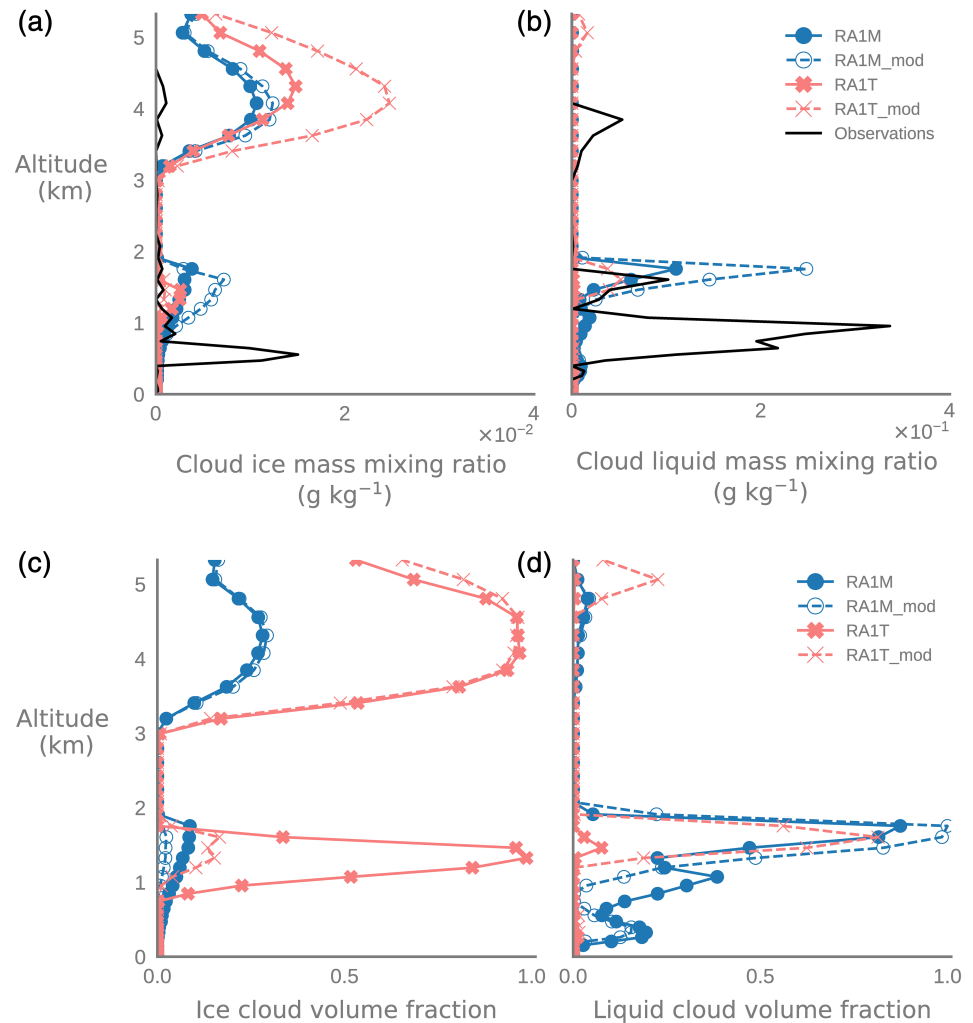 (a)
(b)
5
4
3
2
1
0
Altitude
(km)
0
2
4
×10⁻²
Cloud ice mass mixing ratio
(g kg⁻¹)
RA1M
RA1M_mod
RA1T
RA1T_mod
Observations
0
2
4
×10⁻¹
Cloud liquid mass mixing ratio
(g kg⁻¹)
(c)
(d)
5
4
3
2
1
0
Altitude
(km)
0.0
0.5
1.0
Ice cloud volume fraction
RA1M
RA1M_mod
RA1T
RA1T_mod
0.0
0.5
1.0
Liquid cloud volume fraction